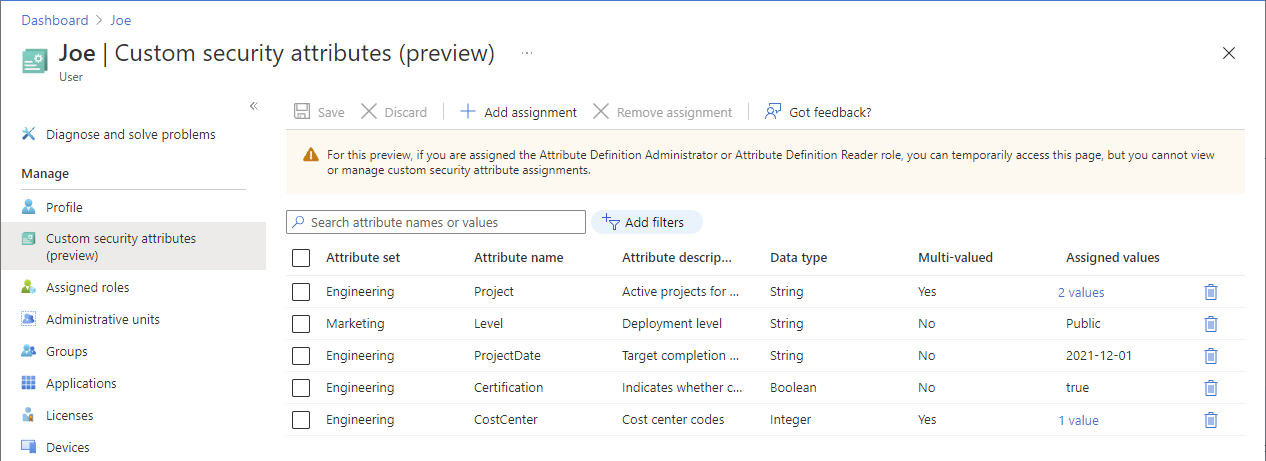 Dashboard > Joe
Joe | Custom security attributes (preview) ...
User
«
Save Discard + Add assignment Remove assignment Got feedback?
Diagnose and solve problems
Manage
Profile
Custom security attributes
(preview)
Assigned roles
Administrative units
Groups
Applications
Licenses
Devices
For this preview, if you are assigned the Attribute Definition Administrator or Attribute Definition Reader role, you can temporarily access this page, but you cannot view
or manage custom security attribute assignments.
Search attribute names or values Add filters
Attribute set Attribute name Attribute descrip... Data type Multi-valued Assigned values
Engineering Project Active projects for ... String Yes 2 values
Marketing Level Deployment level String No Public
Engineering ProjectDate Target completion ... String No 2021-12-01
Engineering Certification Indicates whether c... Boolean No true
Engineering CostCenter Cost center codes Integer Yes 1 value